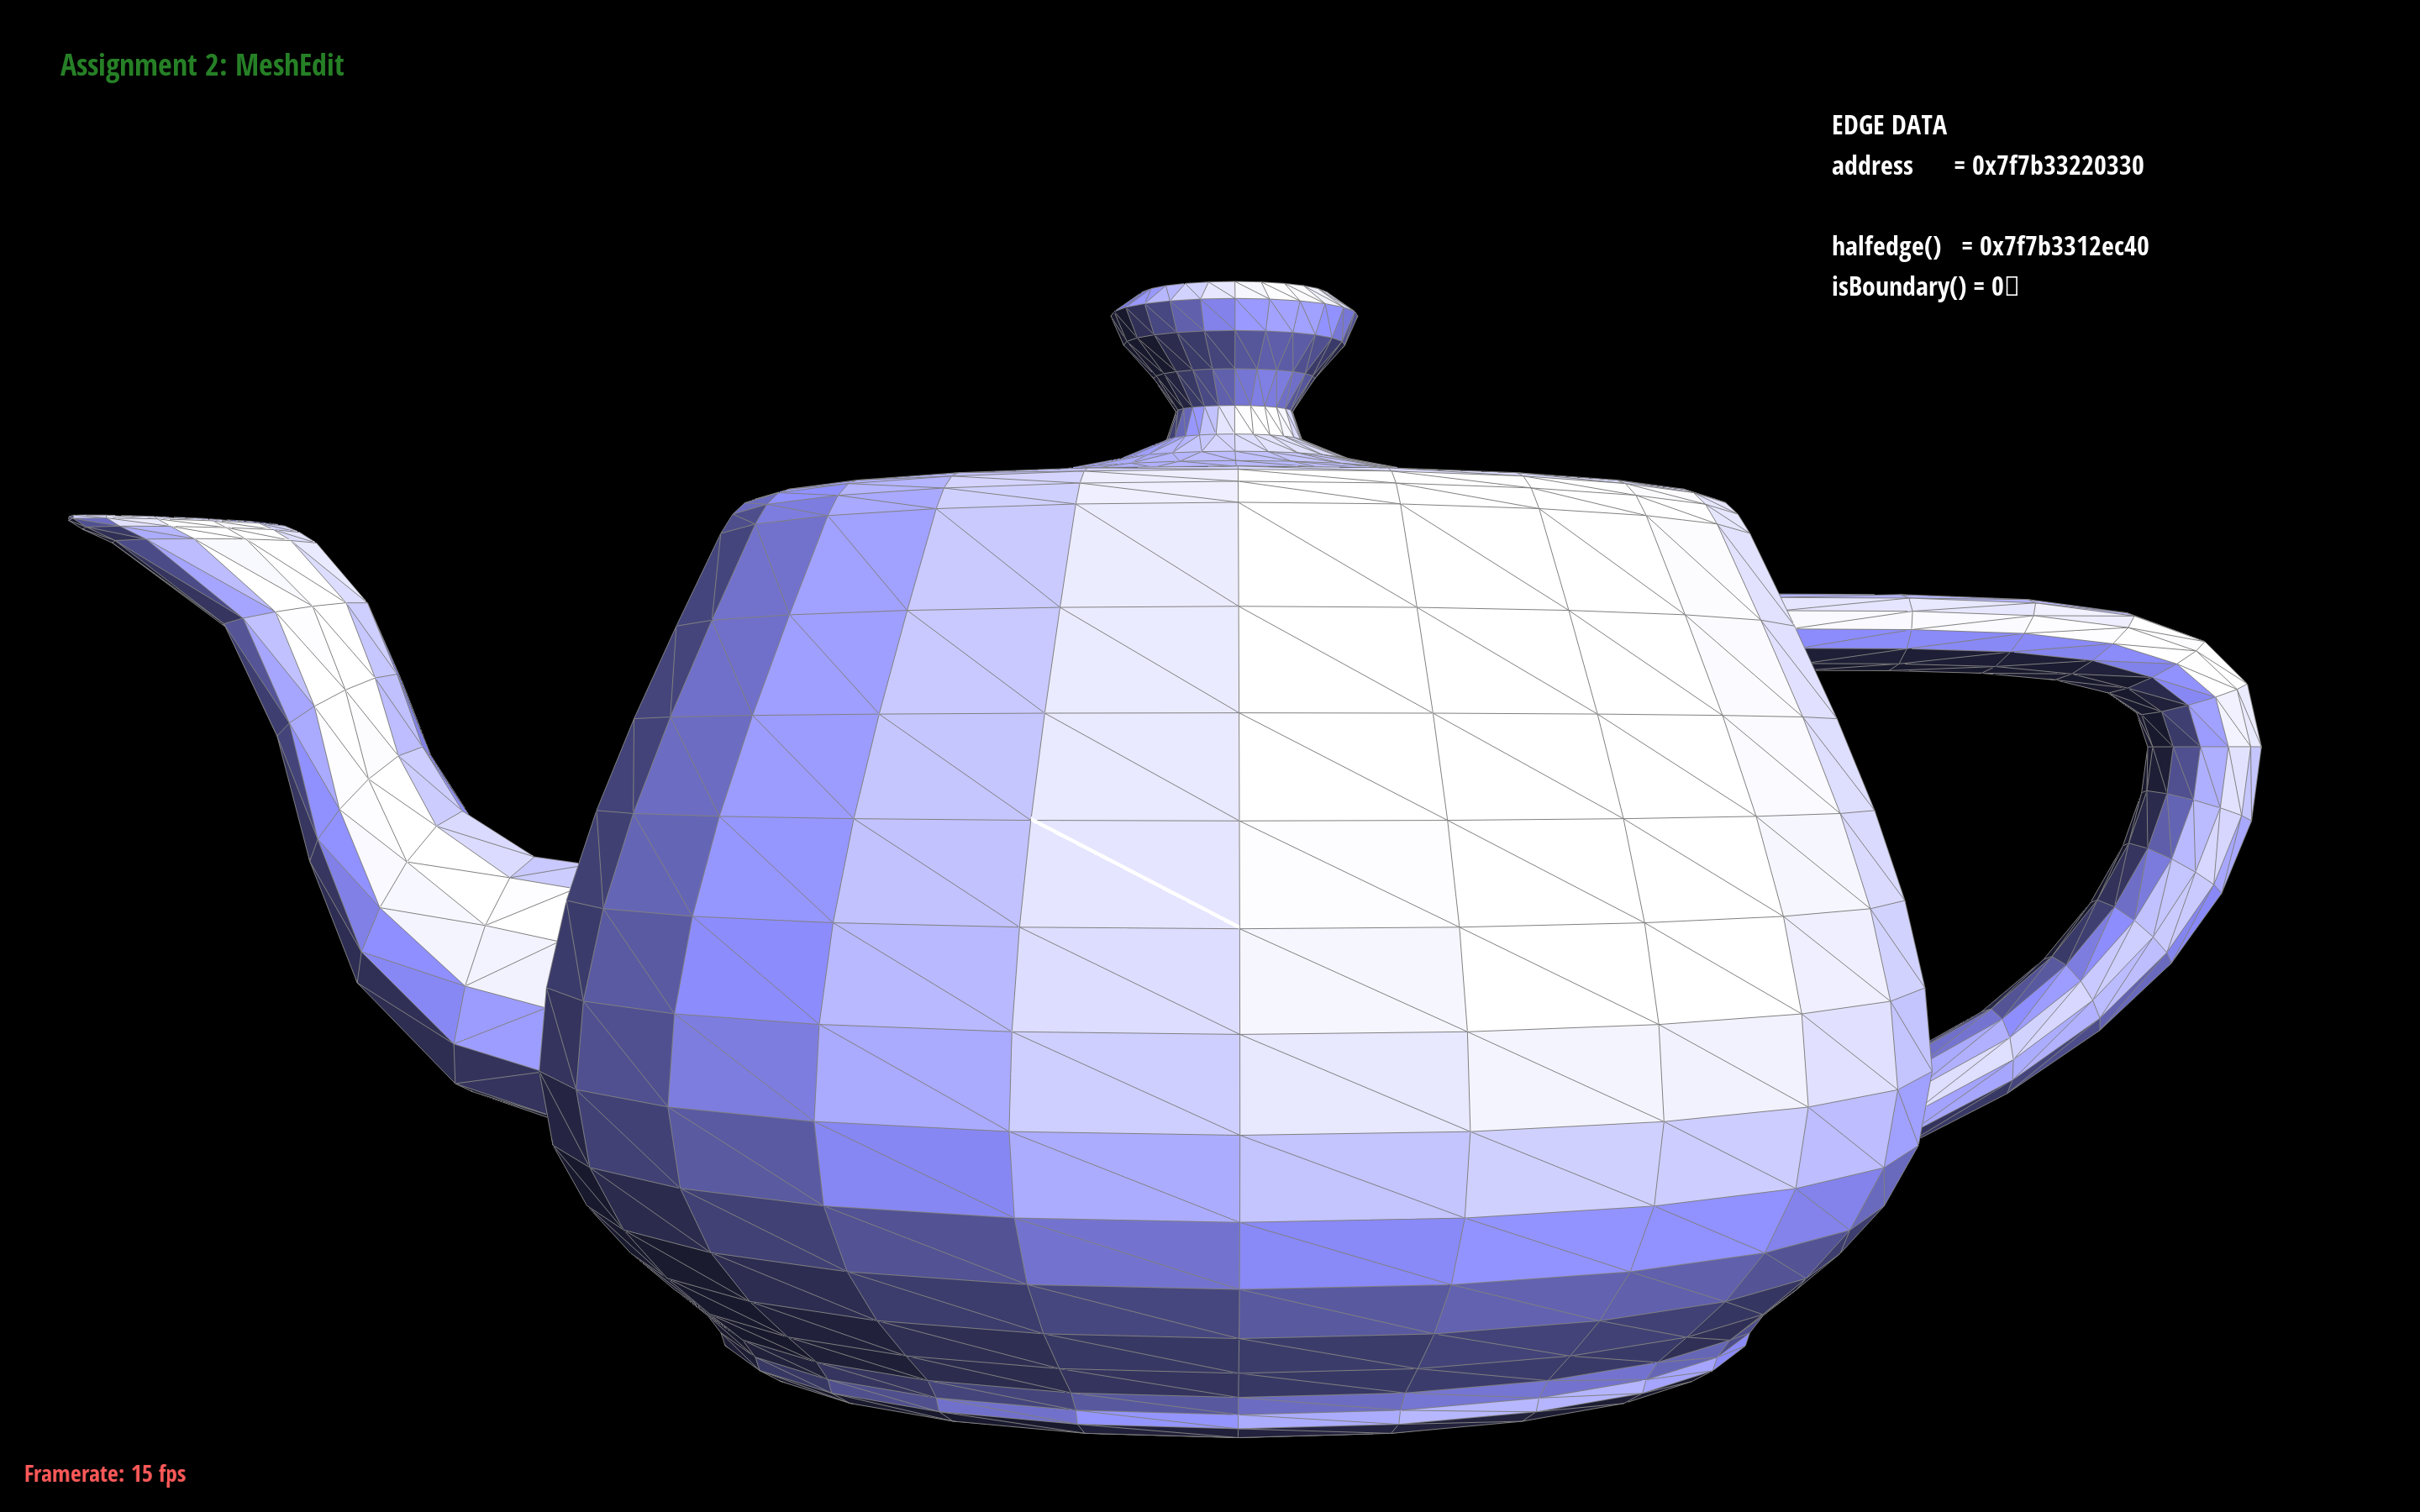 Assignment 2: MeshEdit
EDGE DATA
address = 0x7f7b33220330
halfedge() = 0x7f7b3312ec40
isBoundary() = 0▯
Framerate: 15 fps